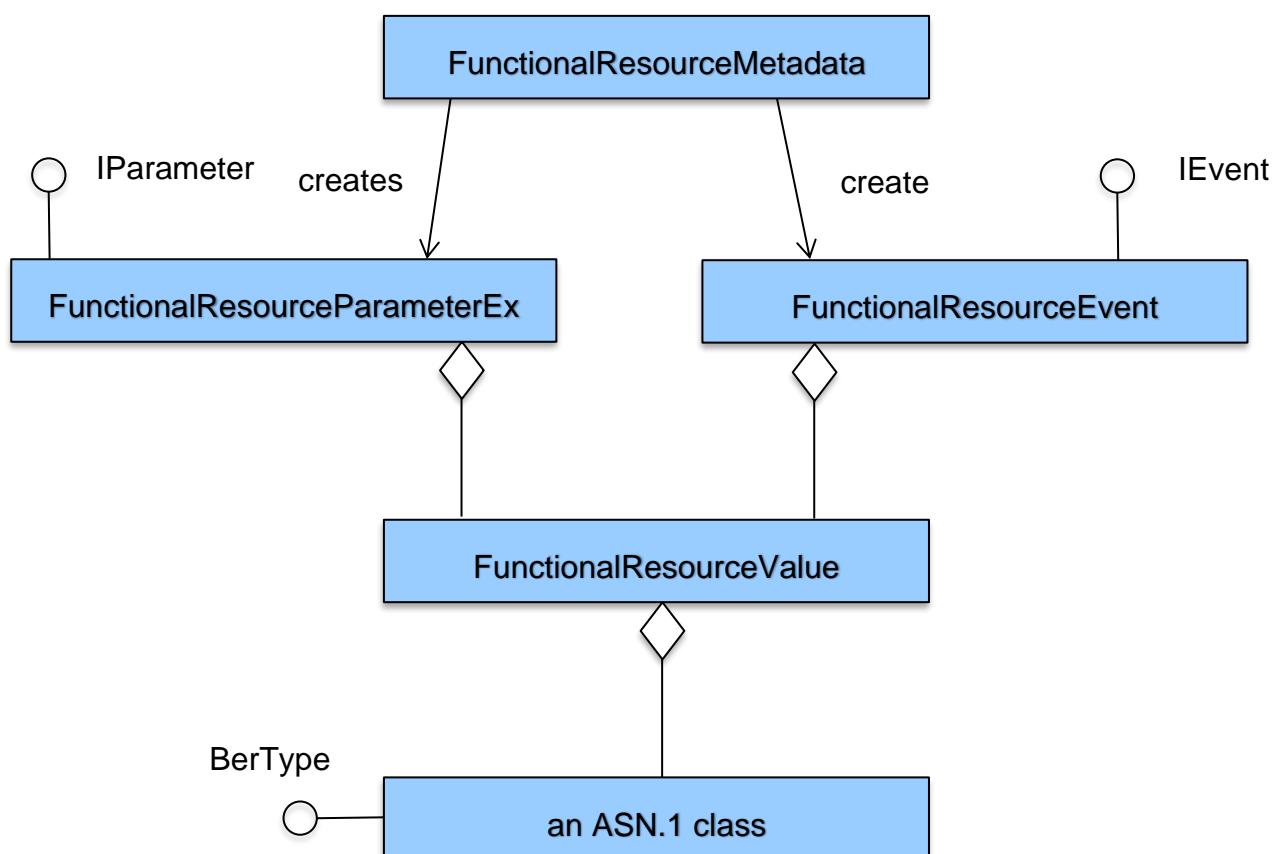 FunctionalResourceMetadata
IParameter
creates
create
IEvent
FunctionalResourceParameterEx
FunctionalResourceEvent
FunctionalResourceValue
BerType
an ASN.1 class